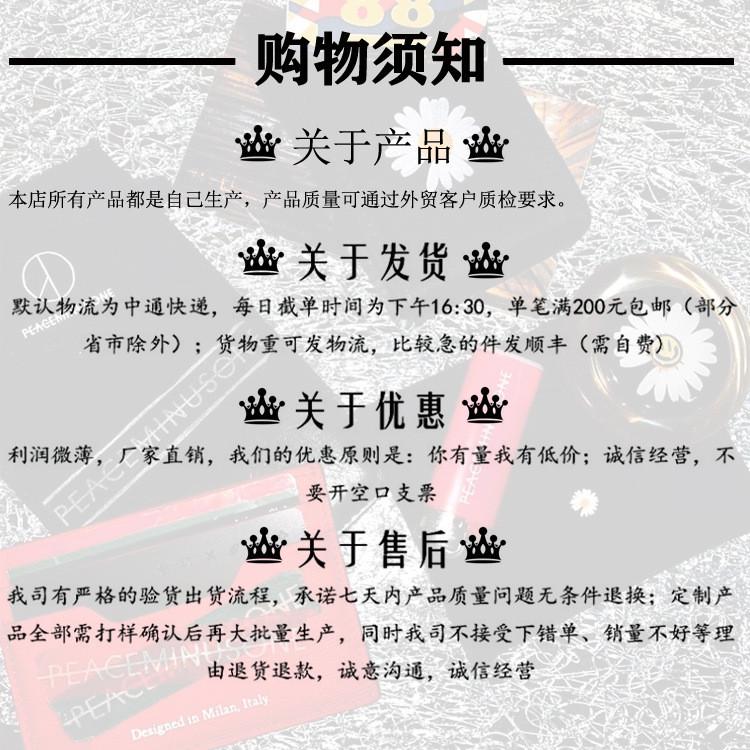 88
购物须知
关于产品
本店所有产品都是自己生产，产品质量可通过外贸客户质检要求。
关于发货
默认物流为中通快递，每日截单时间为下午16:30，单笔满200元包邮（部分
省市除外）；货物重可发物流，比较急的件发顺丰（需自费）
PEACEMINUSONE
PEACEMINUSONE
PEACEMINUSONE
关于优惠
利润微薄，厂家直销，我们的优惠原则是：你有量我有低价；诚信经营，不
要开空口支票
关于售后
我司有严格的验货出货流程，承诺七天内产品质量问题无条件退换；定制产
品全部需打样确认后再大批量生产，同时我司不接受下错单、销量不好等理
由退货退款，诚意沟通，诚信经营
PEACEMINUSONE
PEACEMINUSONE
Designed in Milan, Italy